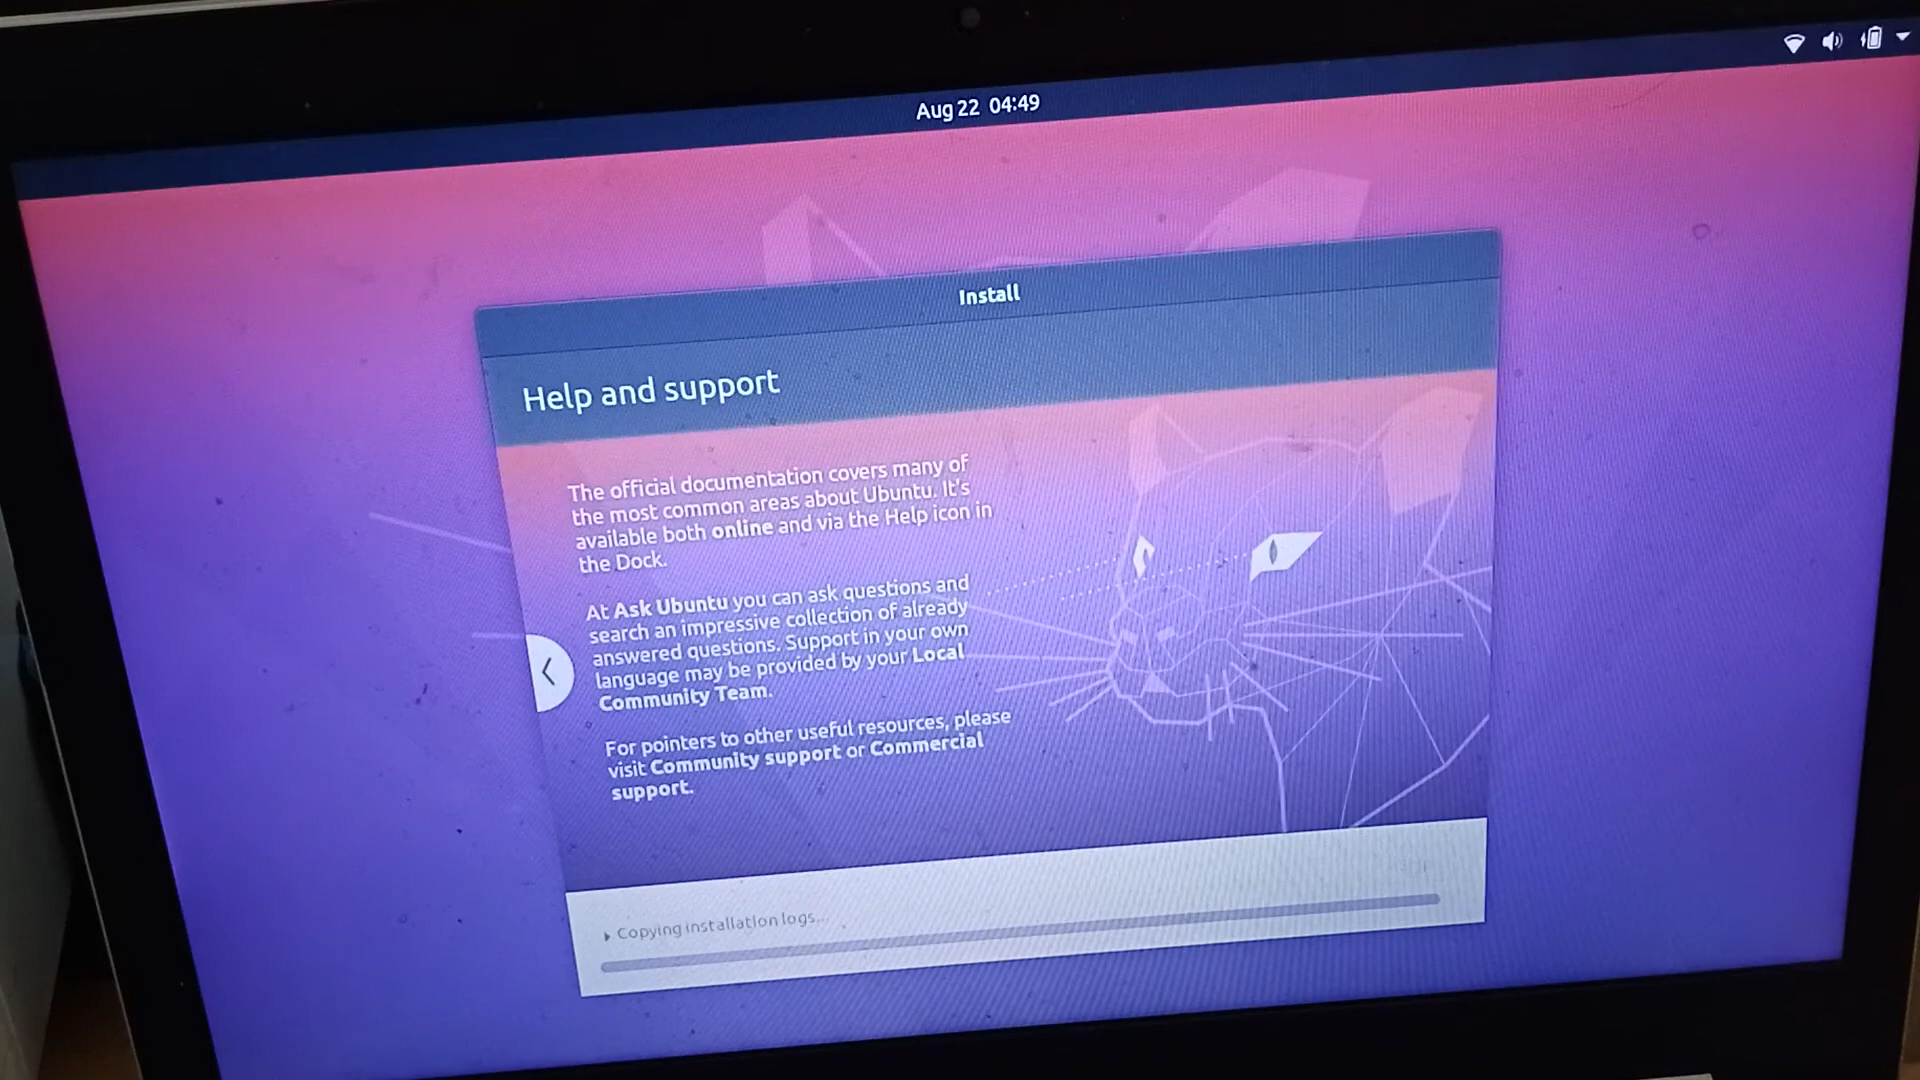 Aug 22 04:49
Install
Help and support
The official documentation covers many of
the most common areas about Ubuntu. It's
available both online and via the Help icon in
the Dock.
At Ask Ubuntu you can ask questions and
search an impressive collection of already
answered questions. Support in your own
language may be provided by your Local
Community Team.
For pointers to other useful resources, please
visit Community support or Commercial
support.
Copying installation logs...